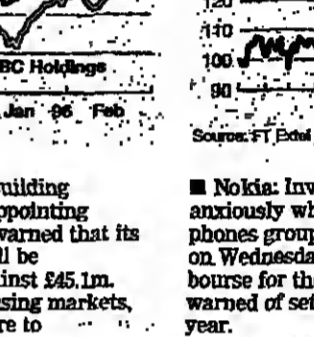 BC Holdings
Jan 96 Feb
uilding
ppointing
warned that its
ll be
inst £45.1m.
sing markets,
re to
120
110
100
90
Source: FT Extel
■ Nokia: Inv
anxiously wh
phones group
on Wednesda
bourse for th
warned of set
year.